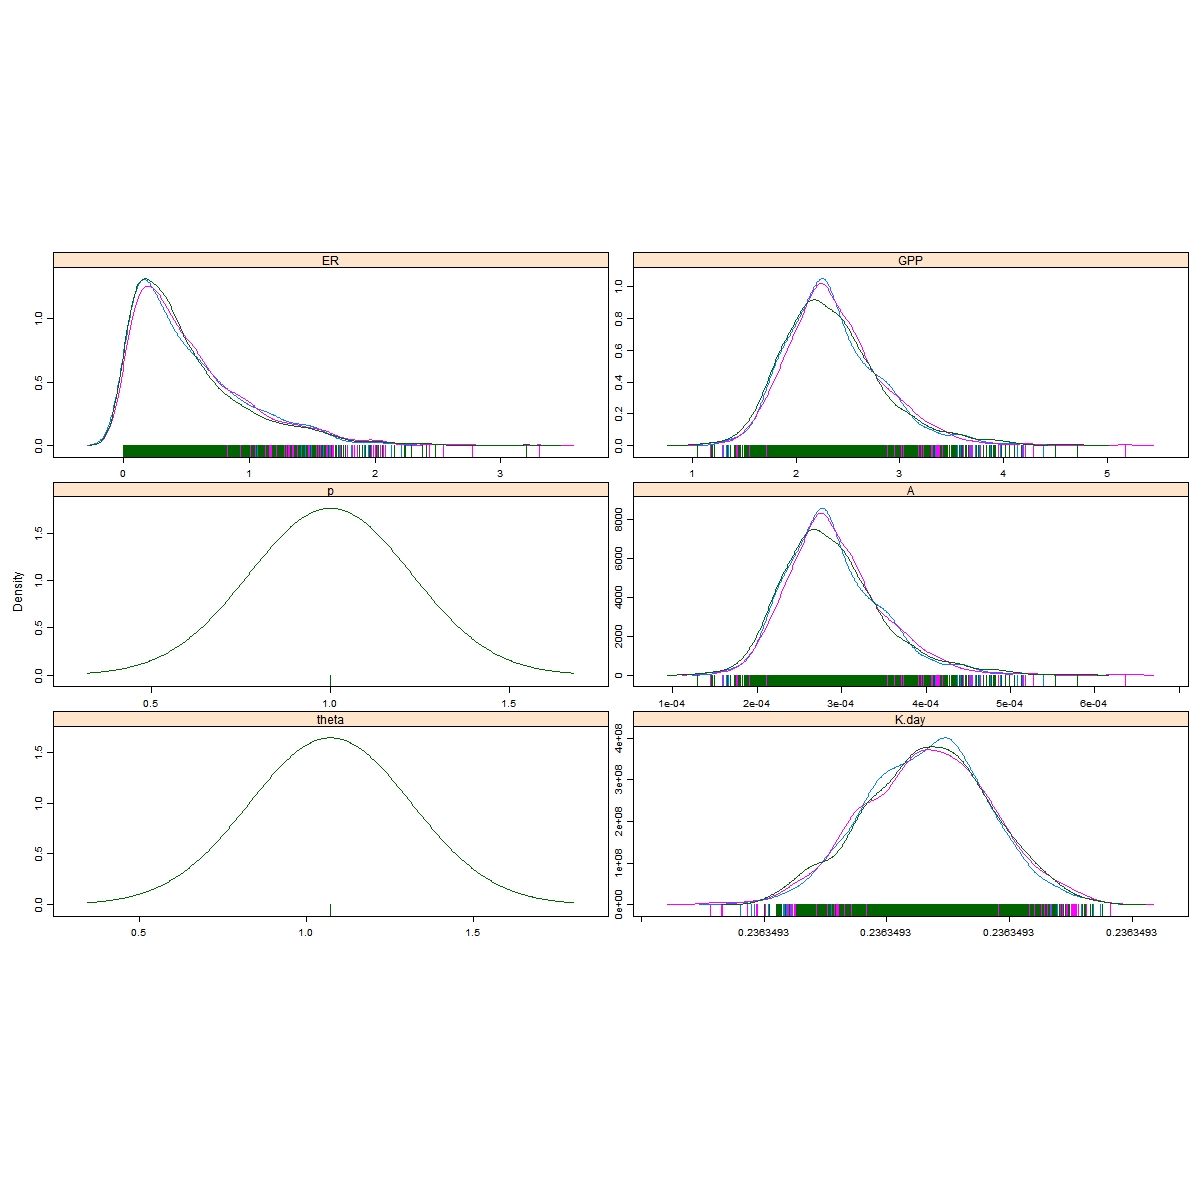 ER
GPP
0.0 0.5 1.0
0.0 0.2 0.4 0.6 0.8 1.0
0 1 2 3
1 2 3 4 5
p
A
Density
0.0 0.5 1.0 1.5
0 2000 4000 6000 8000
0.5 1.0 1.5
1e-04 2e-04 3e-04 4e-04 5e-04 6e-04
theta
K.day
0.0 0.5 1.0 1.5
0e+00 1e+08 2e+08 3e+08 4e+08
0.5 1.0 1.5
0.2363493 0.2363493 0.2363493 0.2363493